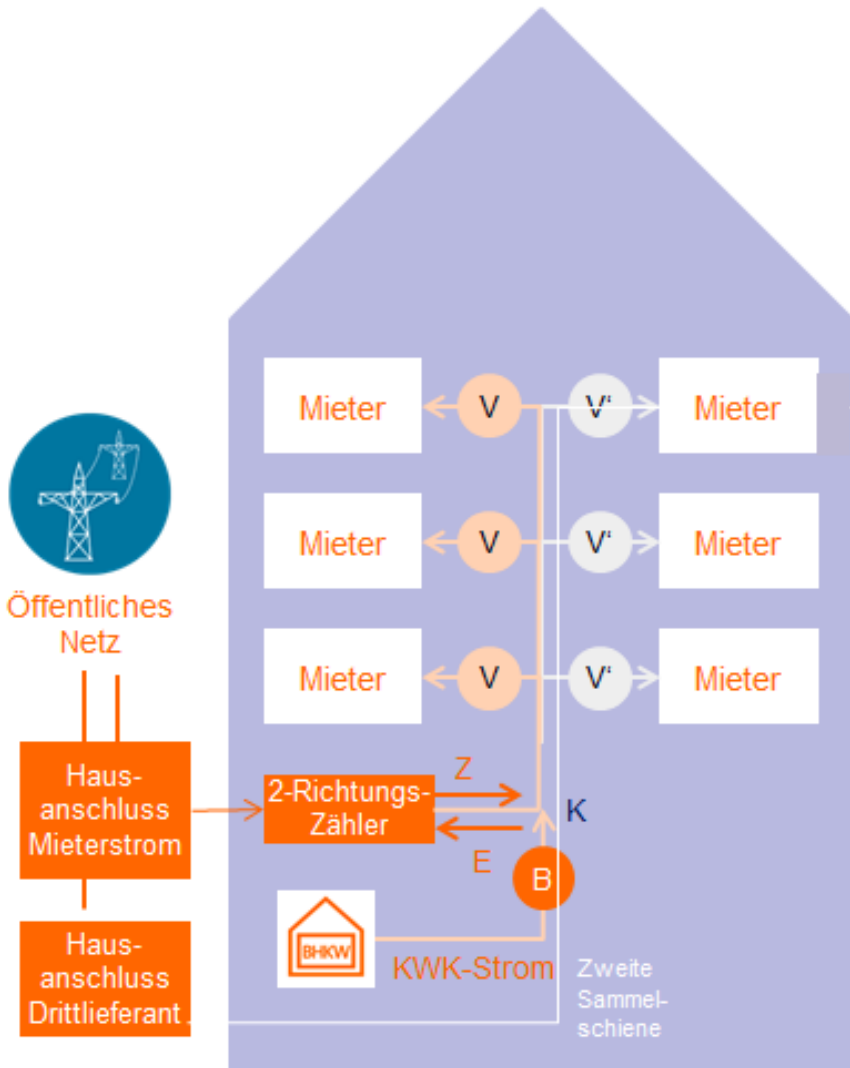 Mieter V V‘ Mieter
Mieter V V‘ Mieter
Mieter V V‘ Mieter
Öffentliches
Netz
Haus-
anschluss
Mieterstrom
2-Richtungs-
Zähler
Z
E
K
B
BHKW
KWK-Strom
Haus-
anschluss
Drittlieferant
Zweite
Sammel-
schiene